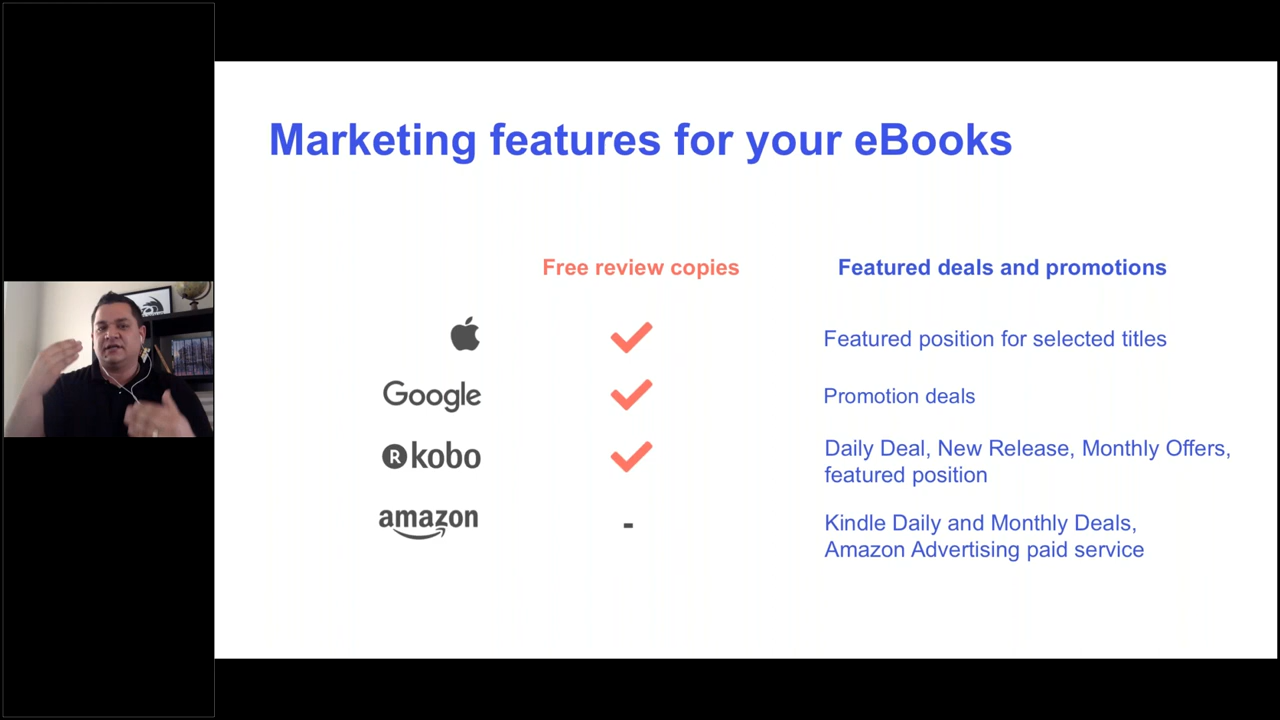 Marketing features for your eBooks
Free review copies
Featured deals and promotions
Featured position for selected titles
Google
Promotion deals
R kobo
Daily Deal, New Release, Monthly Offers,
featured position
amazon
-
Kindle Daily and Monthly Deals,
Amazon Advertising paid service